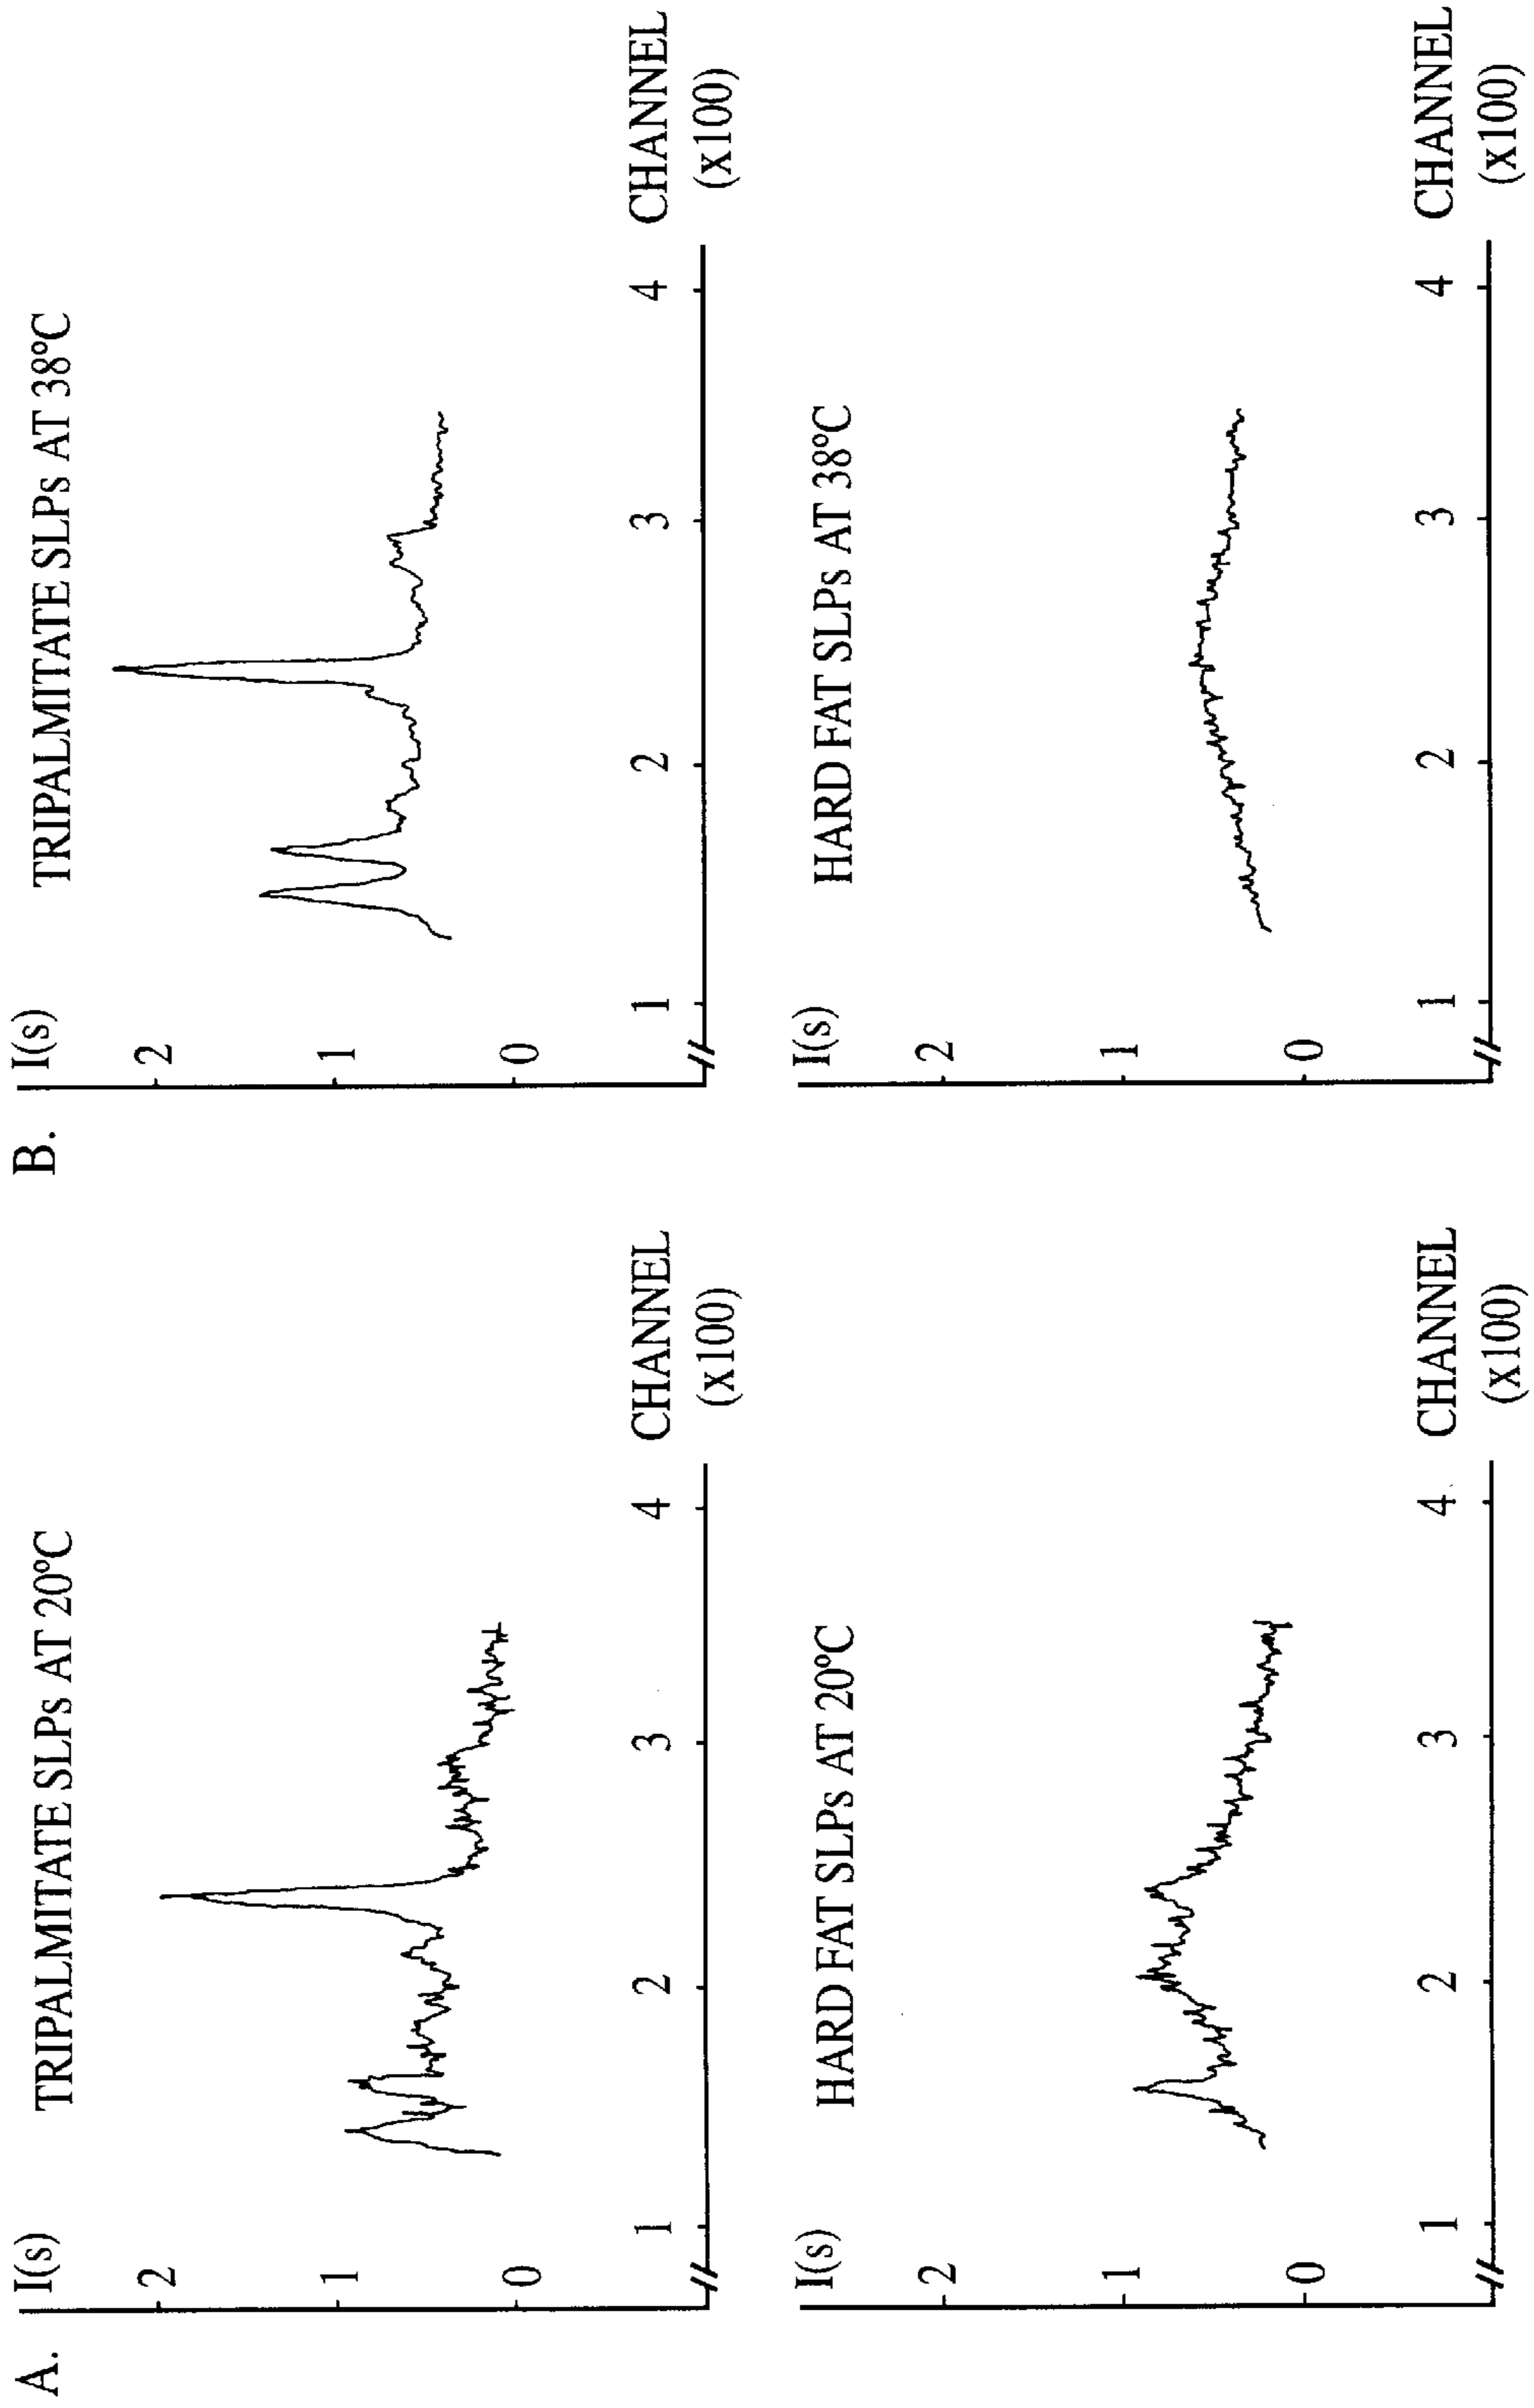 A.
I(s)
TRIPALMITATE SLPs AT 20°C
2
1
0
1
2
3
4
CHANNEL
(x100)
I(s)
HARD FAT SLPs AT 20°C
2
1
0
1
2
3
4
CHANNEL
(x100)
B.
I(s)
TRIPALMITATE SLPs AT 38°C
2
1
0
1
2
3
4
CHANNEL
(x100)
I(s)
HARD FAT SLPs AT 38°C
2
1
0
1
2
3
4
CHANNEL
(x100)